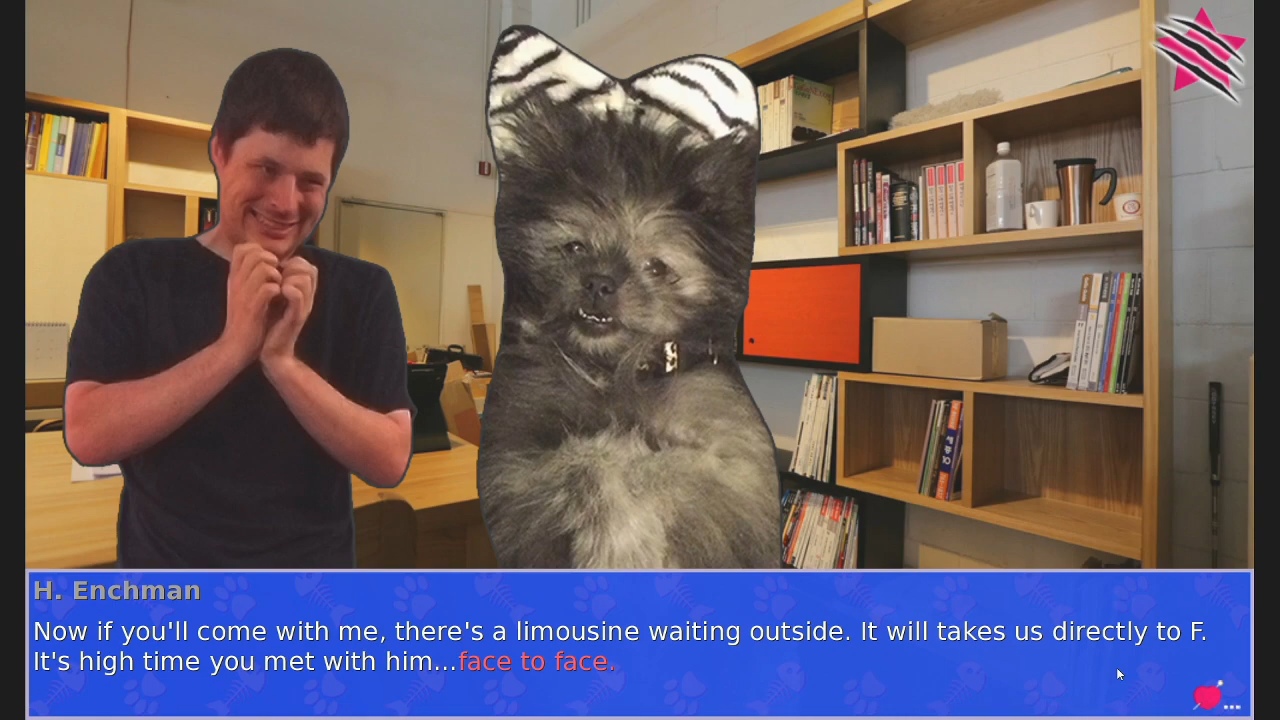 H. Enchman
Now if you'll come with me, there's a limousine waiting outside. It will takes us directly to F.
It's high time you met with him...face to face.